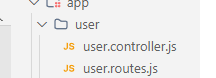 app
user
JS user.controller.js
JS user.routes.js